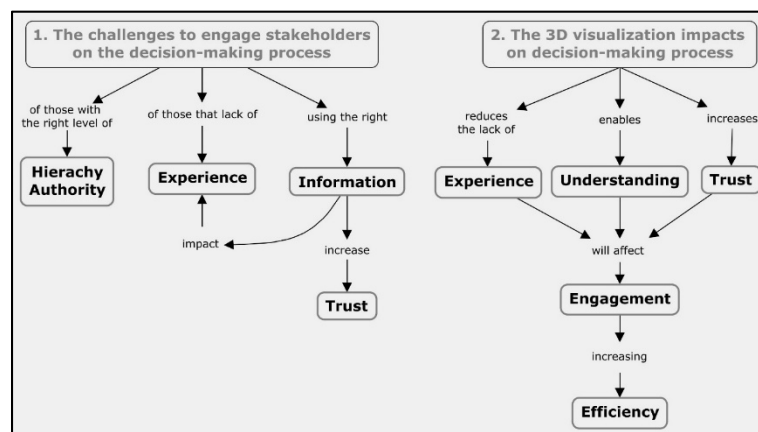 1. The challenges to engage stakeholders
on the decision-making process
of those with
the right level of
Hierachy
Authority
of those that lack of
Experience
using the right
Information
impact
increase
Trust
2. The 3D visualization impacts
on decision-making process
reduces
the lack of
Experience
enables
Understanding
increases
Trust
will affect
Engagement
increasing
Efficiency